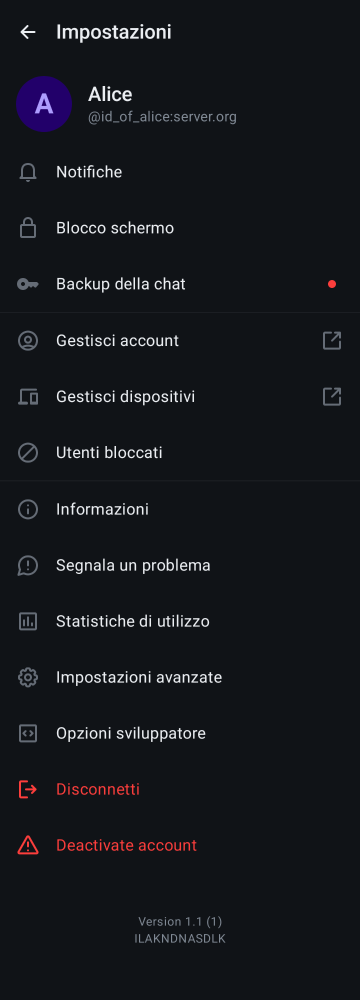 Impostazioni
A
Alice
@id_of_alice:server.org
Notifiche
Blocco schermo
Backup della chat
Gestisci account
Gestisci dispositivi
Utenti bloccati
Informazioni
Segnala un problema
Statistiche di utilizzo
Impostazioni avanzate
Opzioni sviluppatore
Disconnetti
Deactivate account
Version 1.1 (1)
ILAKNDNASDLK